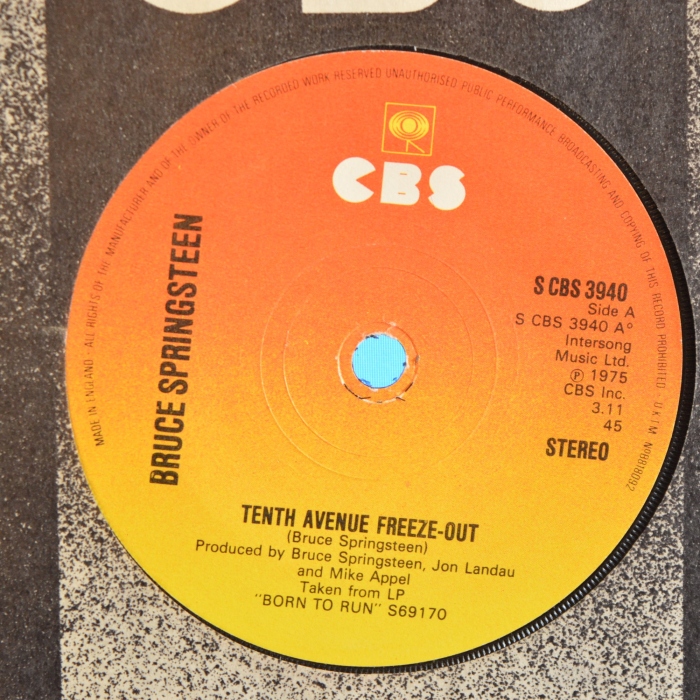 CBS
MADE IN ENGLAND · ALL RIGHTS OF THE MANUFACTURER AND OF THE OWNER OF THE RECORDED WORK RESERVED UNAUTHORISED PUBLIC PERFORMANCE BROADCASTING AND COPYING OF THIS RECORD PROHIBITED ·
CBS
BRUCE SPRINGSTEEN
S CBS 3940
Side A
S CBS 3940 A°
Intersong
Music Ltd.
℗ 1975
CBS Inc.
3.11
45
STEREO
TENTH AVENUE FREEZE-OUT
(Bruce Springsteen)
Produced by Bruce Springsteen, Jon Landau
and Mike Appel
Taken from LP
"BORN TO RUN" S69170